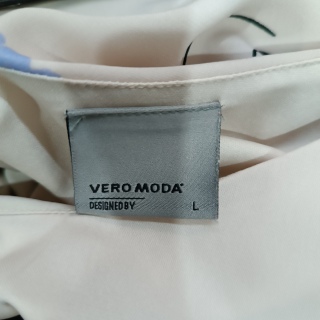 VERO MODA
DESIGNED BY L